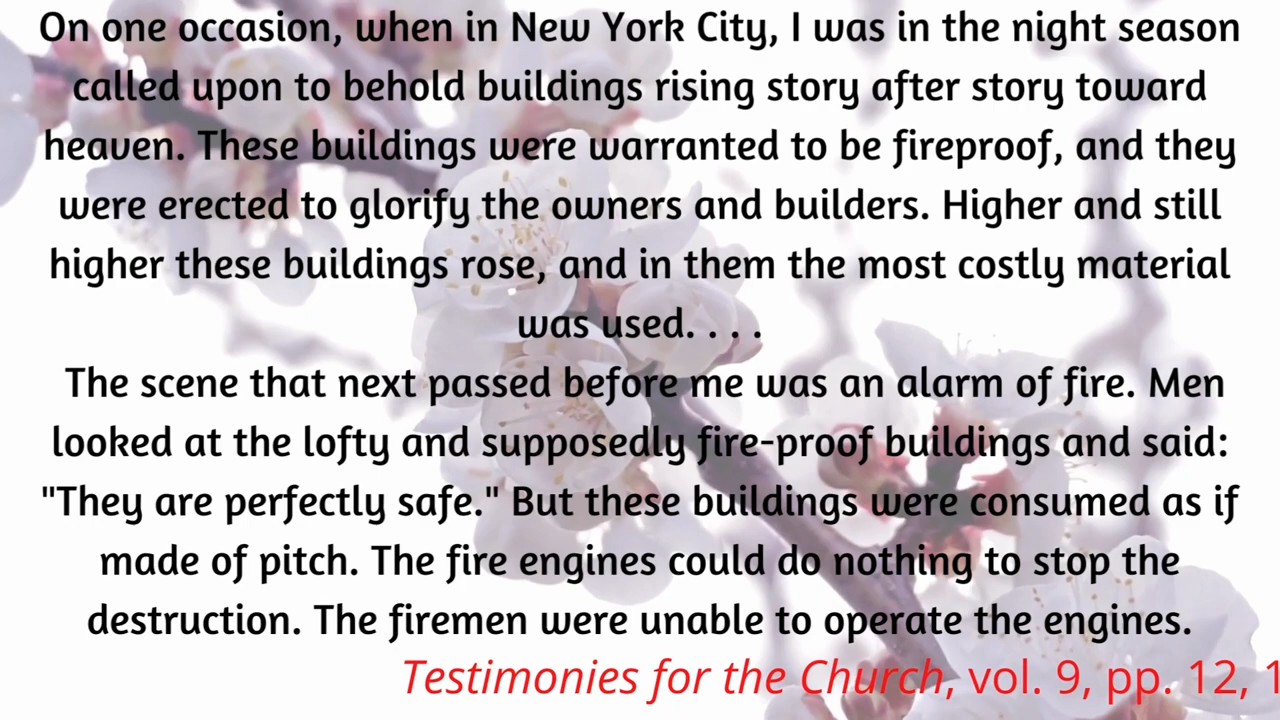 On one occasion, when in New York City, I was in the night season
called upon to behold buildings rising story after story toward
heaven. These buildings were warranted to be fireproof, and they
were erected to glorify the owners and builders. Higher and still
higher these buildings rose, and in them the most costly material
was used. . . .
The scene that next passed before me was an alarm of fire. Men
looked at the lofty and supposedly fire-proof buildings and said:
"They are perfectly safe." But these buildings were consumed as if
made of pitch. The fire engines could do nothing to stop the
destruction. The firemen were unable to operate the engines.
Testimonies for the Church, vol. 9, pp. 12, 1